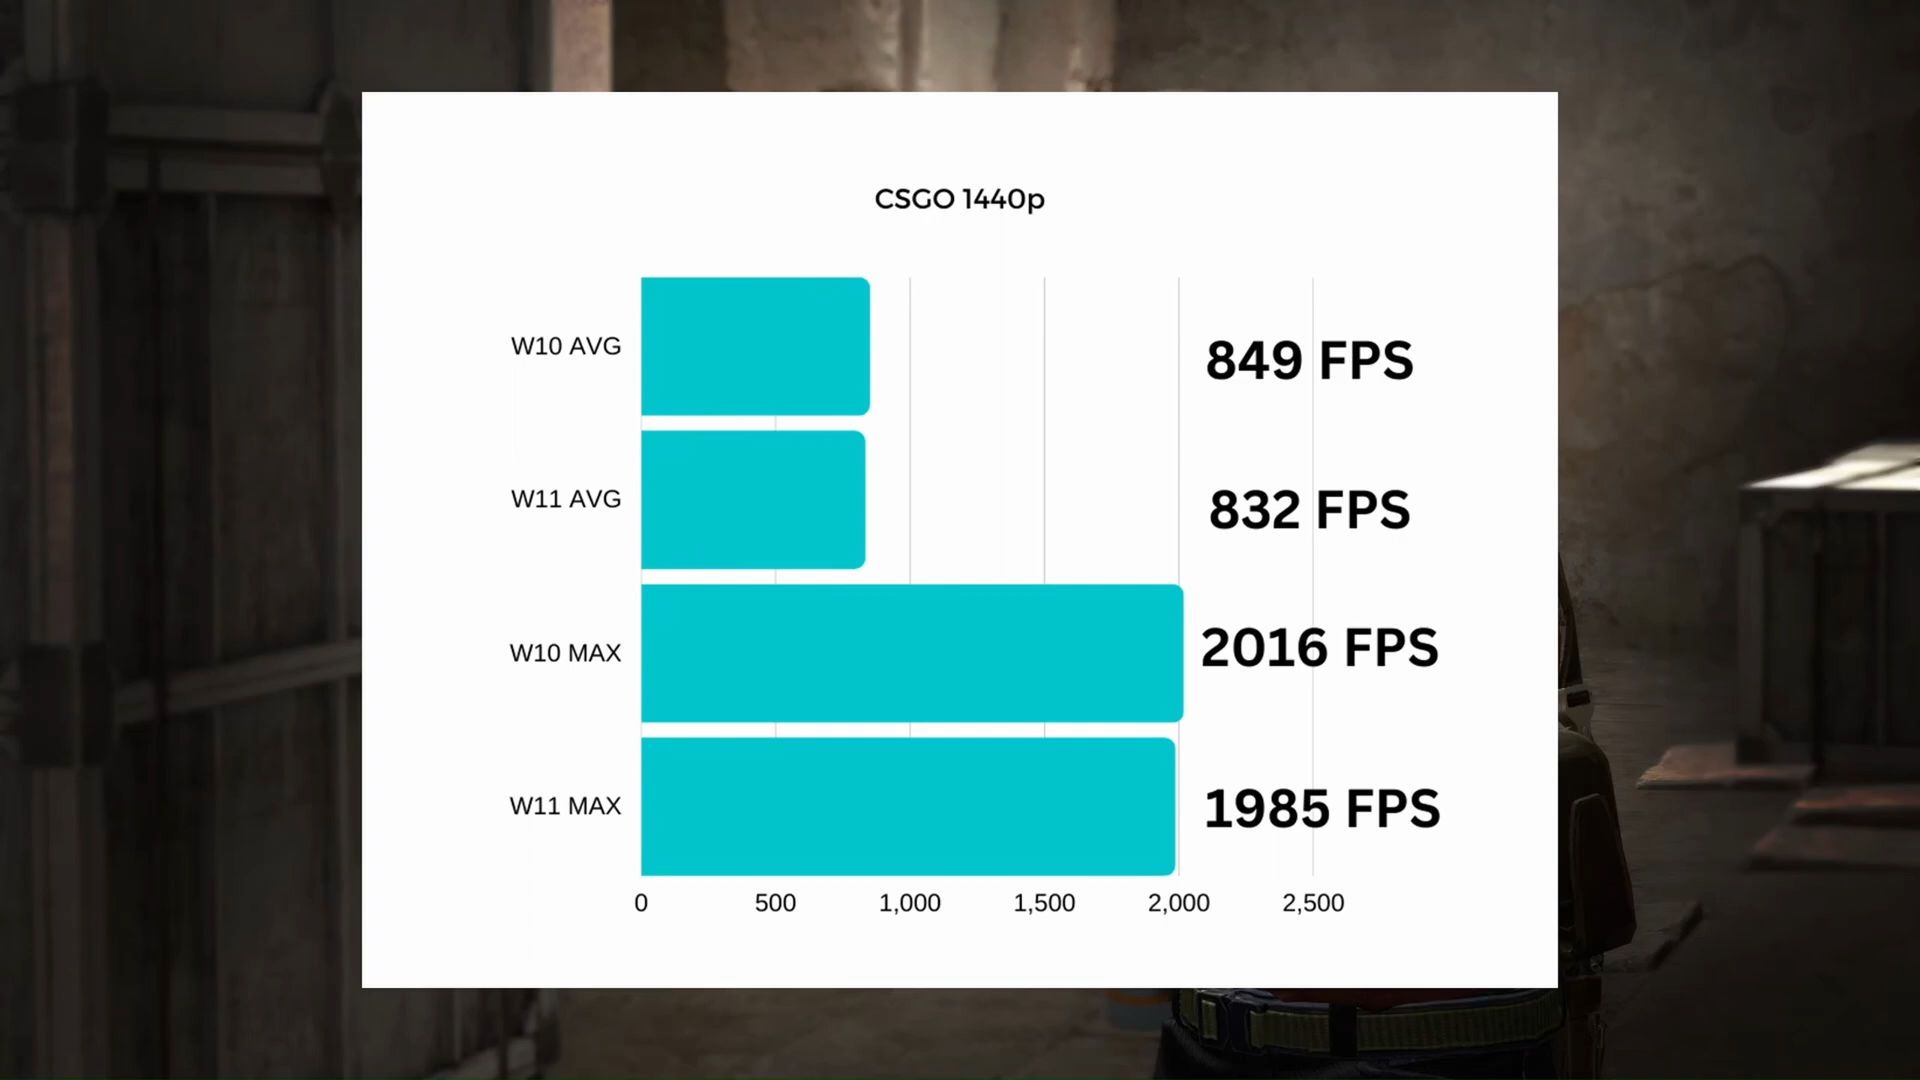 CSGO 1440p
W10 AVG
849 FPS
W11 AVG
832 FPS
W10 MAX
2016 FPS
W11 MAX
1985 FPS
0 500 1,000 1,500 2,000 2,500